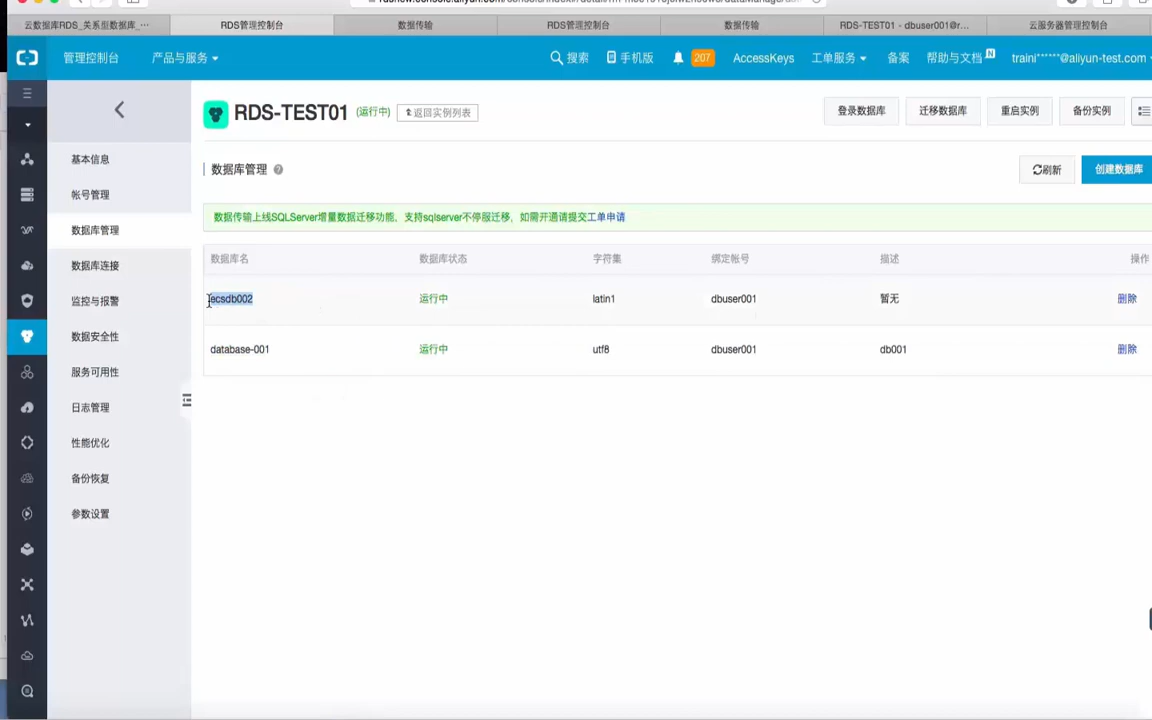 云数据库RDS_关系型数据库_…
RDS管理控制台
数据传输
RDS管理控制台
数据传输
RDS-TEST01 - dbuser001@r...
云服务器管理控制台
管理控制台
产品与服务
搜索
手机版
207
AccessKeys
工单服务
备案
帮助与文档
N
traini******@aliyun-test.com
RDS-TEST01
(运行中)
返回实例列表
登录数据库
迁移数据库
重启实例
备份实例
基本信息
帐号管理
数据库管理
数据库连接
监控与报警
数据安全性
服务可用性
日志管理
性能优化
备份恢复
参数设置
数据库管理
刷新
创建数据库
数据传输上线SQLServer增量数据迁移功能，支持sqlserver不停服迁移，如需开通请提交工单申请
数据库名 数据库状态 字符集 绑定帐号 描述 操作
ecsdb002 运行中 latin1 dbuser001 暂无 删除
database-001 运行中 utf8 dbuser001 db001 删除